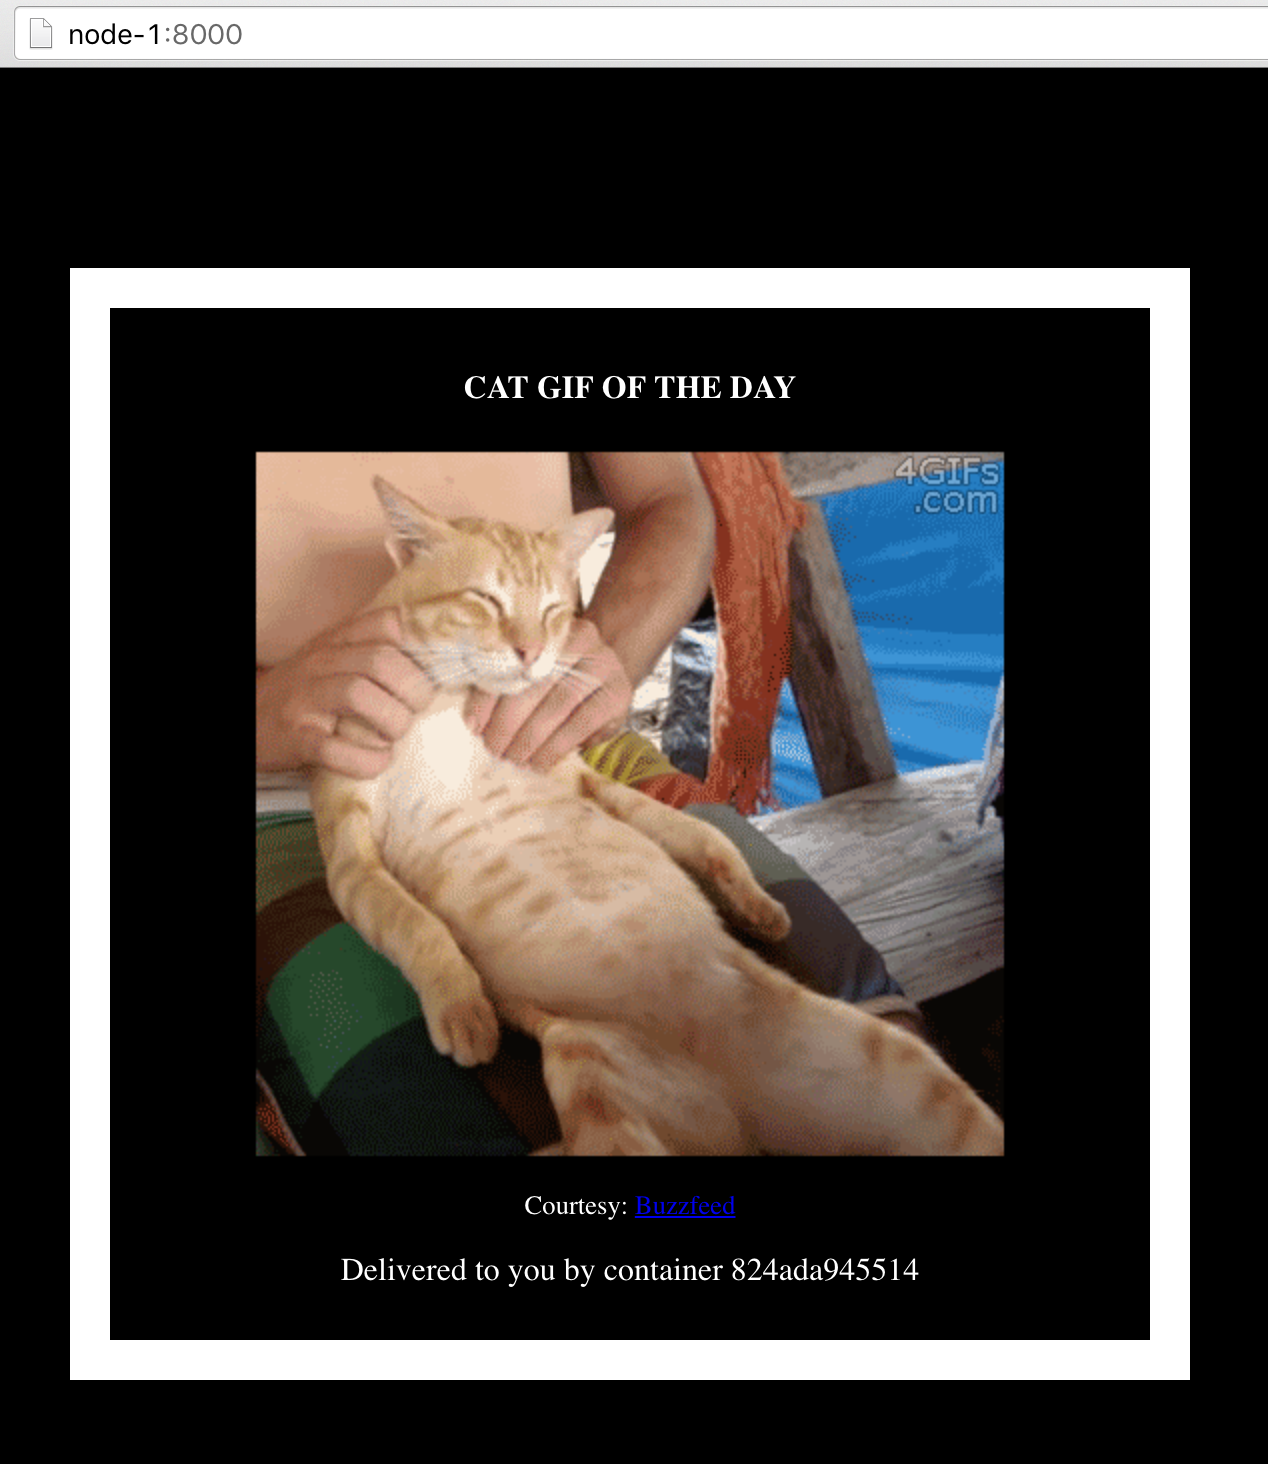 node-1:8000
CAT GIF OF THE DAY
4GIFs
.com
Courtesy: Buzzfeed
Delivered to you by container 824ada945514